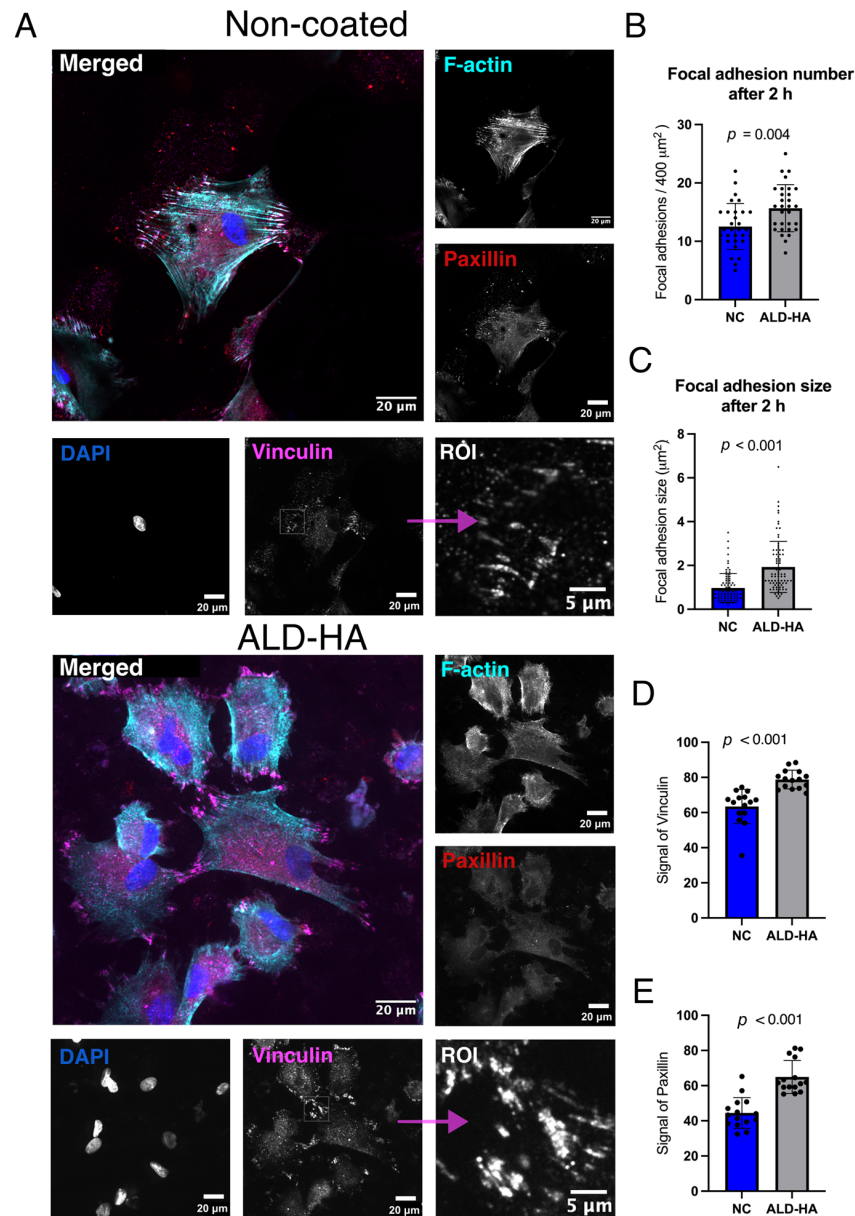 A
Non-coated
Merged
20 µm
F-actin
20 µm
Paxillin
20 µm
DAPI
20 µm
Vinculin
20 µm
ROI
5 µm
ALD-HA
Merged
20 µm
F-actin
20 µm
Paxillin
20 µm
DAPI
20 µm
Vinculin
20 µm
ROI
5 µm
B
Focal adhesion number
after 2 h
p = 0.004
Focal adhesions / 400 µm²
30
20
10
0
NC ALD-HA
C
Focal adhesion size
after 2 h
p < 0.001
Focal adhesion size (µm²)
8
6
4
2
0
NC ALD-HA
D
p < 0.001
Signal of Vinculin
100
80
60
40
20
0
NC ALD-HA
E
p < 0.001
Signal of Paxillin
100
80
60
40
20
0
NC ALD-HA